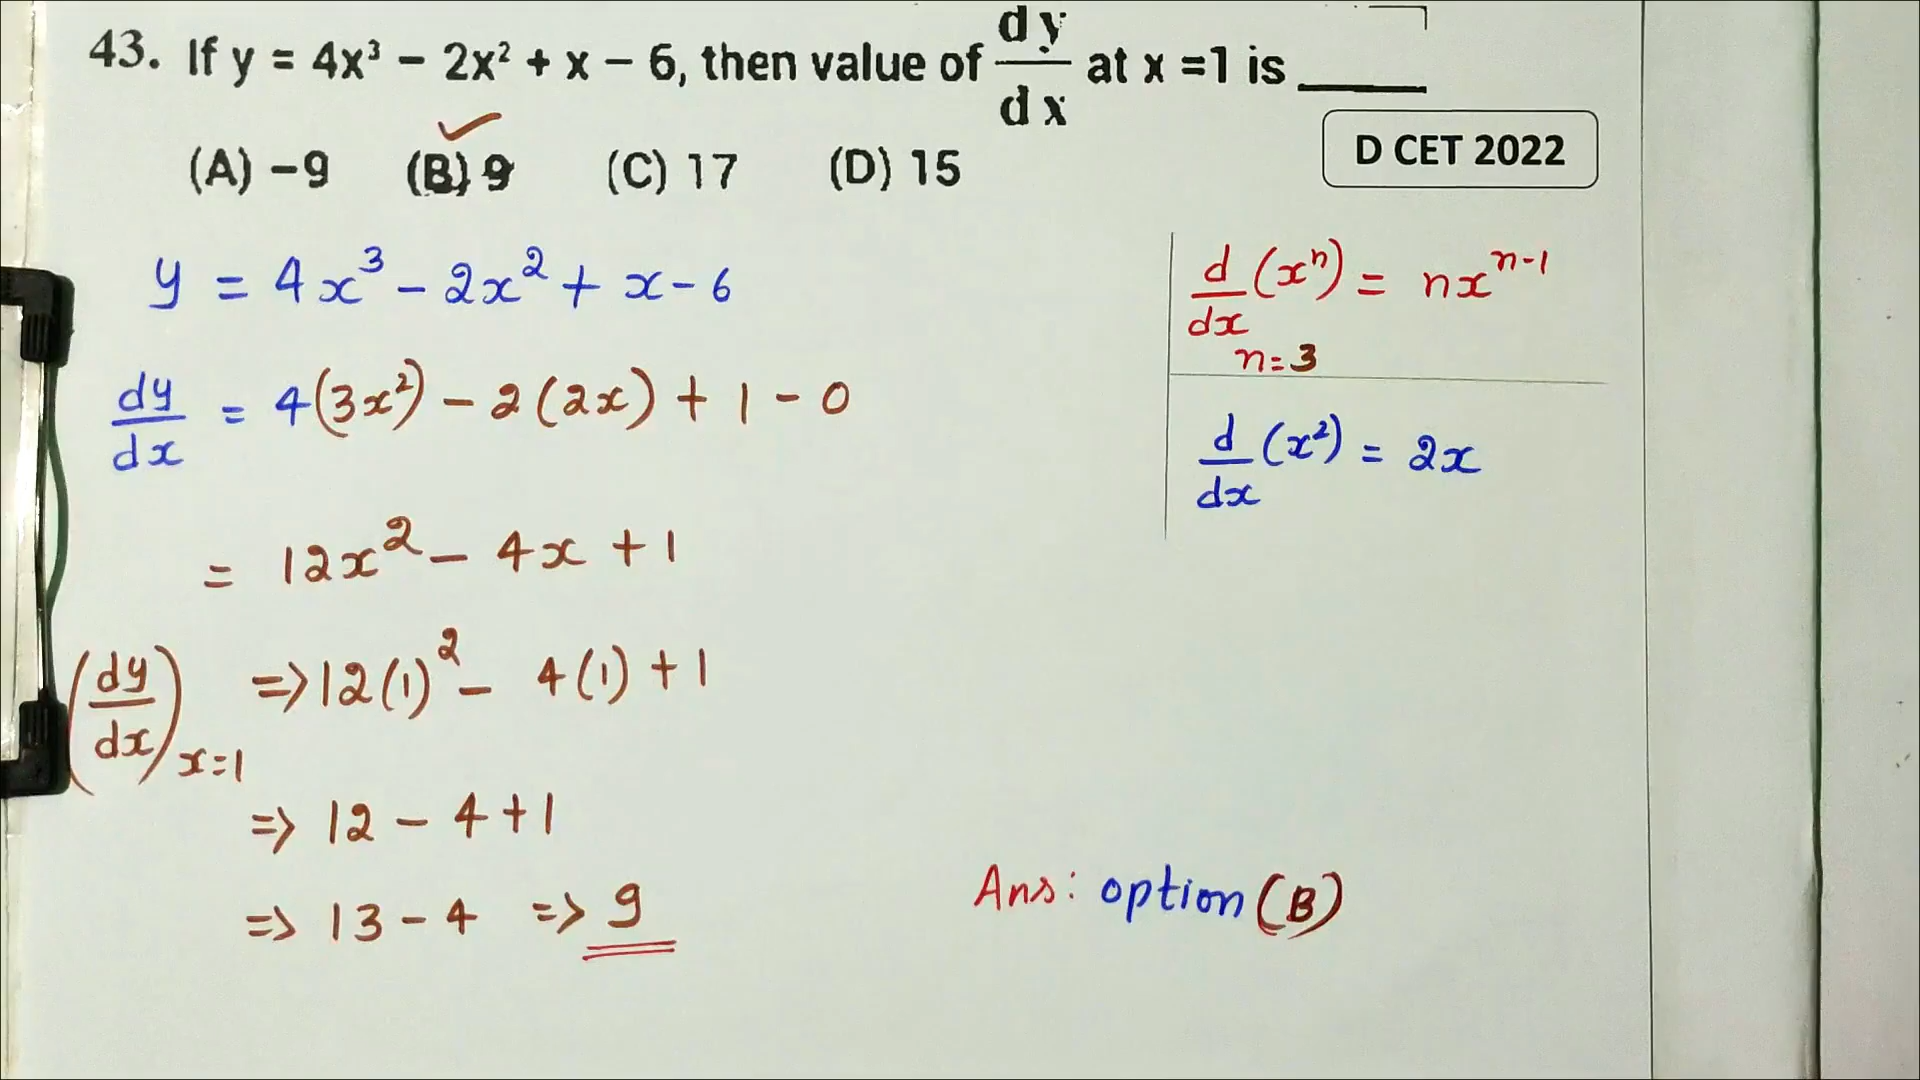 43. If y = 4x³ − 2x² + x − 6, then value of dy/dx at x =1 is ______
(A) −9 (B) 9 (C) 17 (D) 15
D CET 2022
y = 4x³ − 2x² + x − 6
dy/dx = 4(3x²) − 2(2x) + 1 − 0
= 12x² − 4x + 1
(dy/dx)x=1 ⇒ 12(1)² − 4(1) + 1
⇒ 12 − 4 + 1
⇒ 13 − 4 ⇒ 9
d/dx (xⁿ) = nxⁿ⁻¹
n = 3
d/dx (x²) = 2x
Ans: option (B)